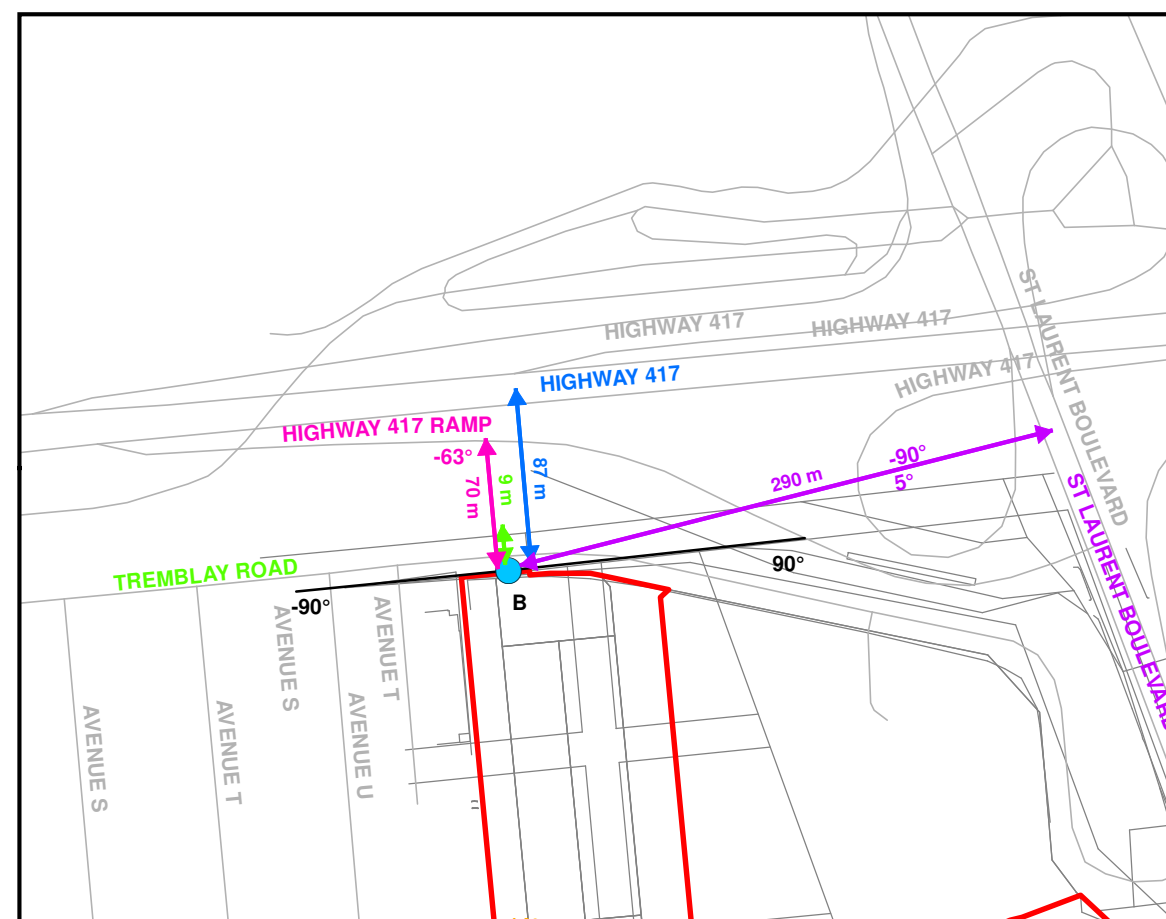 ST LAURENT BOULEVARD
HIGHWAY 417
HIGHWAY 417
HIGHWAY 417
HIGHWAY 417
HIGHWAY 417 RAMP
-63°
70 m
9 m
87 m
290 m
-90°
5°
ST LAURENT BOULEVARD
TREMBLAY ROAD
-90°
90°
B
AVENUE S
AVENUE T
AVENUE S
AVENUE T
AVENUE U